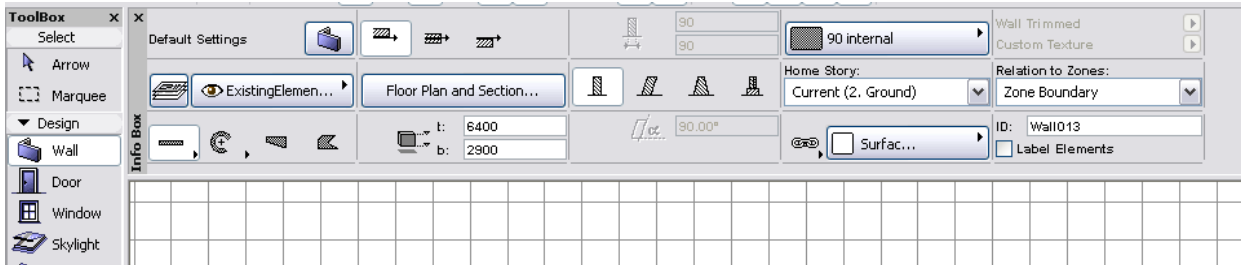 ToolBox
Select
Arrow
Marquee
Design
Wall
Door
Window
Skylight
Info Box
Default Settings
90
90
90 internal
Wall Trimmed
Custom Texture
ExistingElemen...
Floor Plan and Section...
Home Story:
Current (2. Ground)
Relation to Zones:
Zone Boundary
t: 6400
b: 2900
α 90.00°
Surfac...
ID: Wall013
Label Elements